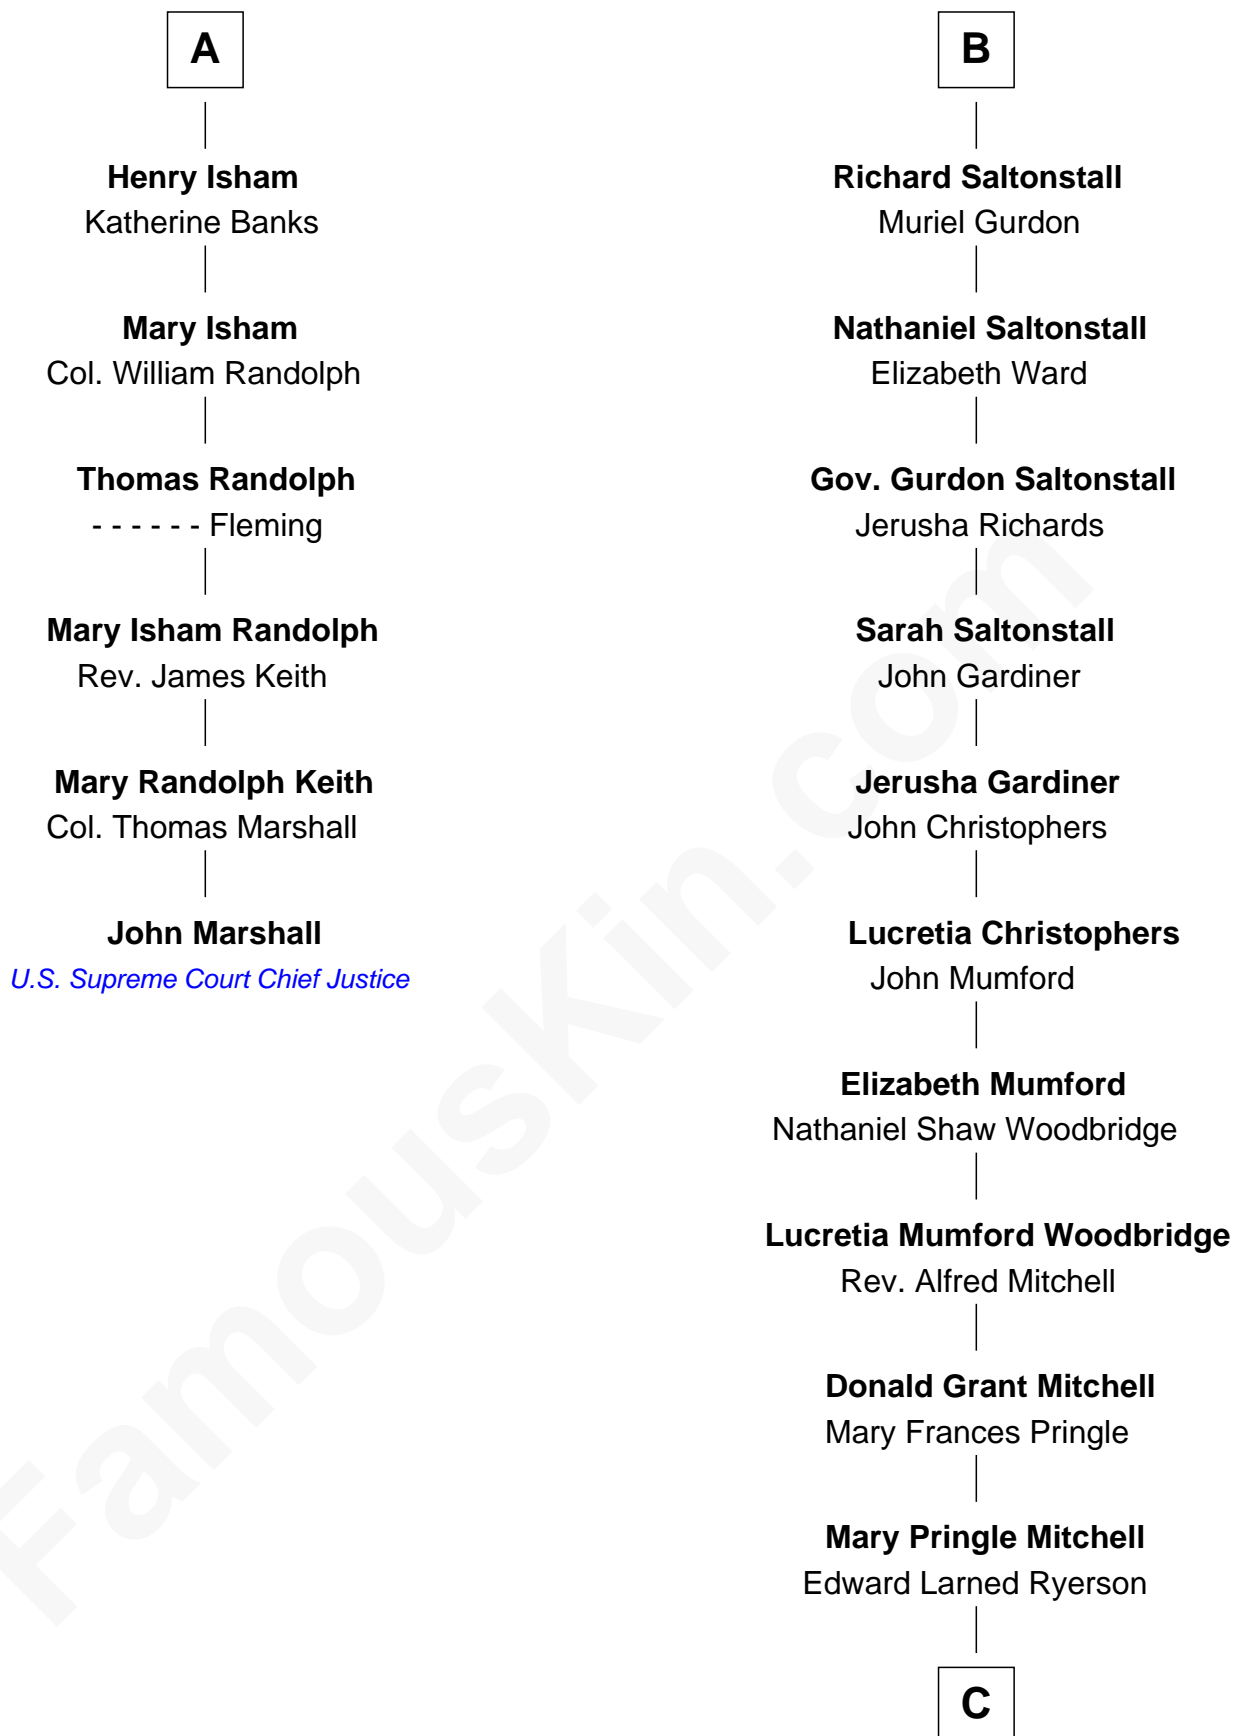 A
Henry Isham
Katherine Banks
Mary Isham
Col. William Randolph
Thomas Randolph
- - - - - - Fleming
Mary Isham Randolph
Rev. James Keith
Mary Randolph Keith
Col. Thomas Marshall
John Marshall
U.S. Supreme Court Chief Justice
B
Richard Saltonstall
Muriel Gurdon
Nathaniel Saltonstall
Elizabeth Ward
Gov. Gurdon Saltonstall
Jerusha Richards
Sarah Saltonstall
John Gardiner
Jerusha Gardiner
John Christophers
Lucretia Christophers
John Mumford
Elizabeth Mumford
Nathaniel Shaw Woodbridge
Lucretia Mumford Woodbridge
Rev. Alfred Mitchell
Donald Grant Mitchell
Mary Frances Pringle
Mary Pringle Mitchell
Edward Larned Ryerson
C
FamousKin.com